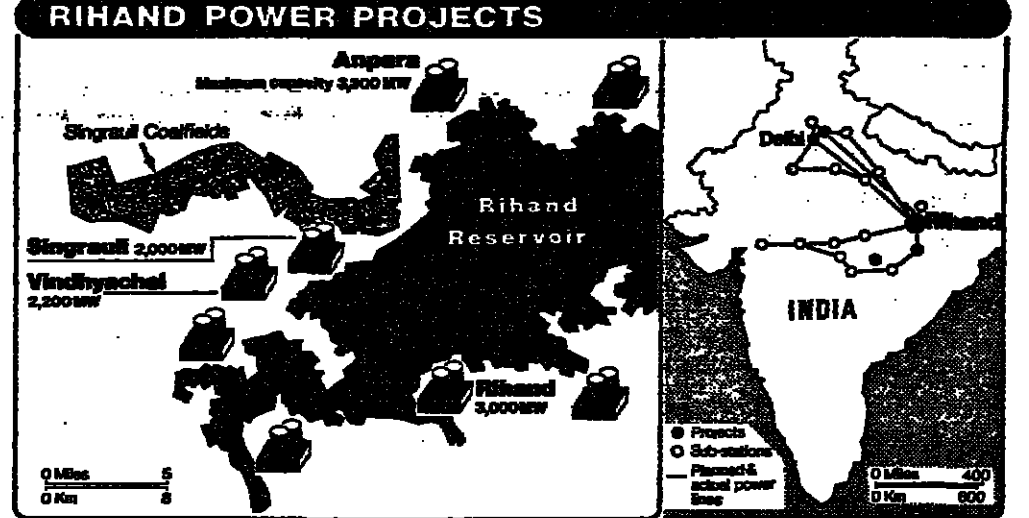 RIHAND POWER PROJECTS
Anpara
Maximum capacity 3,500 MW
Singrauli Coalfields
Rihand
Reservoir
Singrauli 2,000MW
Vindhyachal
2,200MW
Rihand
3,000MW
0 Miles 5
0 Km 8
Delhi
Rihand
INDIA
Projects
Sub-stations
Planned &
actual power
lines
0 Miles 400
0 Km 600